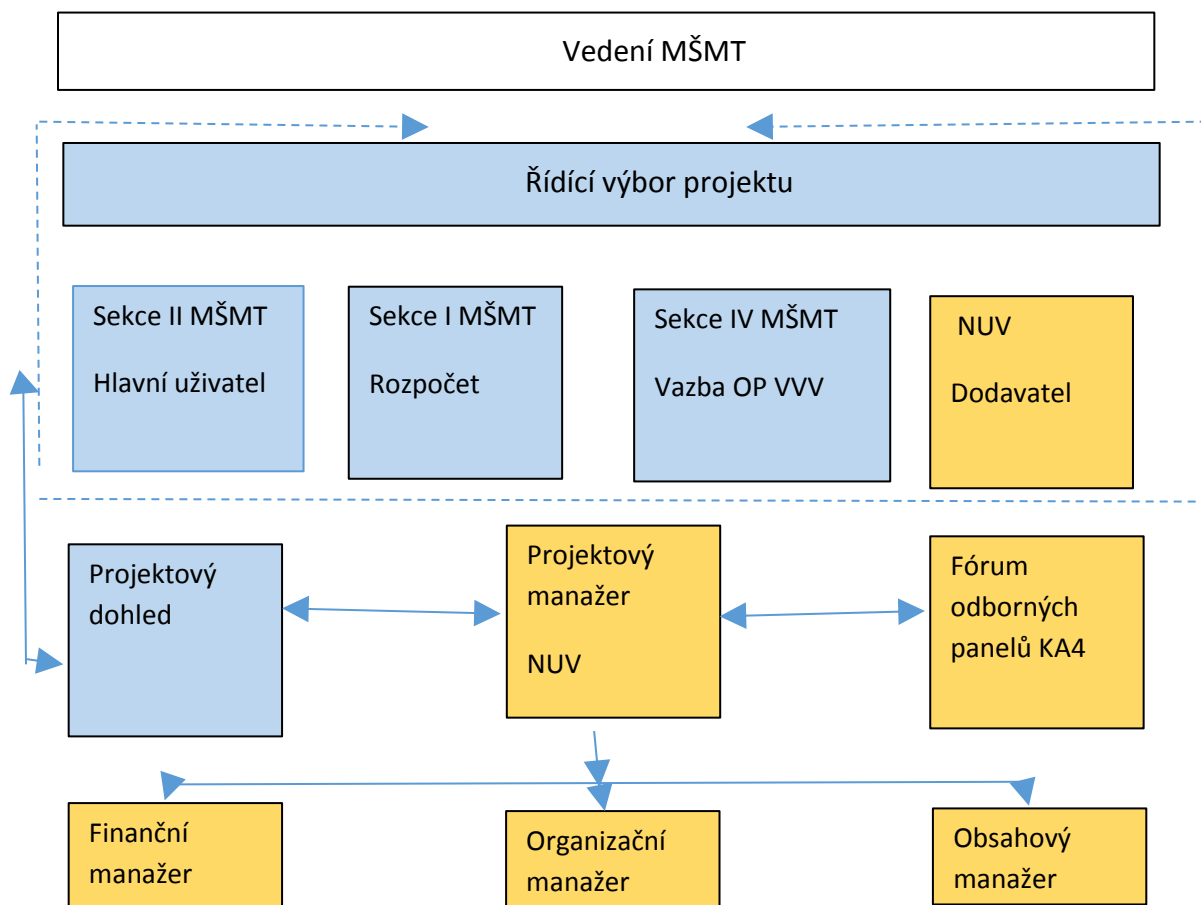 Vedení MŠMT
Řídící výbor projektu
Sekce II MŠMT
Hlavní uživatel
Sekce I MŠMT
Rozpočet
Sekce IV MŠMT
Vazba OP VVV
NUV
Dodavatel
Projektový
dohled
Projektový
manažer
NUV
Fórum
odborných
panelů KA4
Finanční
manažer
Organizační
manažer
Obsahový
manažer